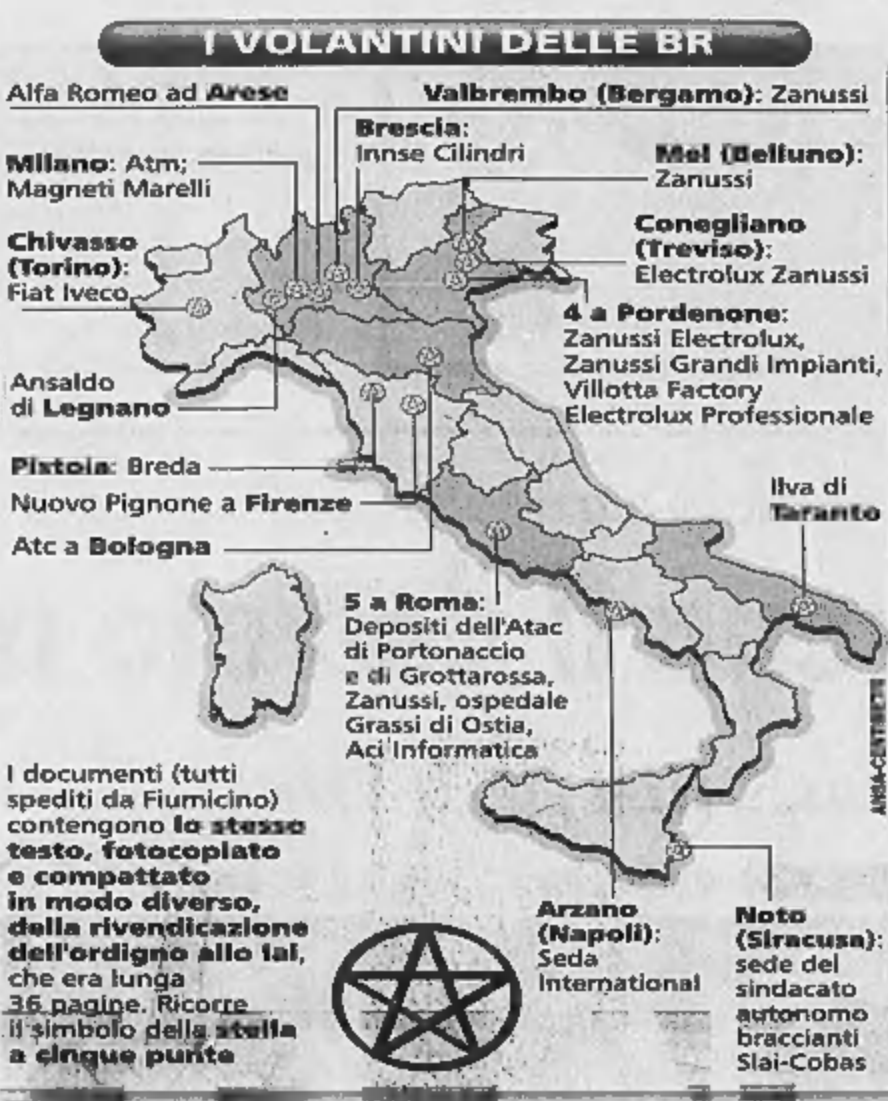 I VOLANTINI DELLE BR
Alfa Romeo ad Arese
Valbrembo (Bergamo): Zanussi
Brescia:
Innse Cilindri
Milano: Atm;
Magneti Marelli
Mel (Belluno):
Zanussi
Chivasso
(Torino):
Fiat Iveco
Conegliano
(Treviso):
Electrolux Zanussi
4 a Pordenone:
Zanussi Electrolux,
Zanussi Grandi Impianti,
Villotta Factory
Electrolux Professionale
Ansaldo
di Legnano
Pistoia: Breda
Nuovo Pignone a Firenze
Atc a Bologna
Ilva di
Taranto
5 a Roma:
Depositi dell'Atac
di Portonaccio
e di Grottarossa,
Zanussi, ospedale
Grassi di Ostia,
Aci Informatica
I documenti (tutti
spediti da Fiumicino)
contengono lo stesso
testo, fotocopiato
e compattato
in modo diverso,
della rivendicazione
dell'ordigno allo Iai,
che era lunga
36 pagine. Ricorre
il simbolo della stella
a cinque punte
Arzano
(Napoli):
Seda
International
Noto
(Siracusa):
sede del
sindacato
autonomo
braccianti
Slai-Cobas
ANSA-CENTIMETRI